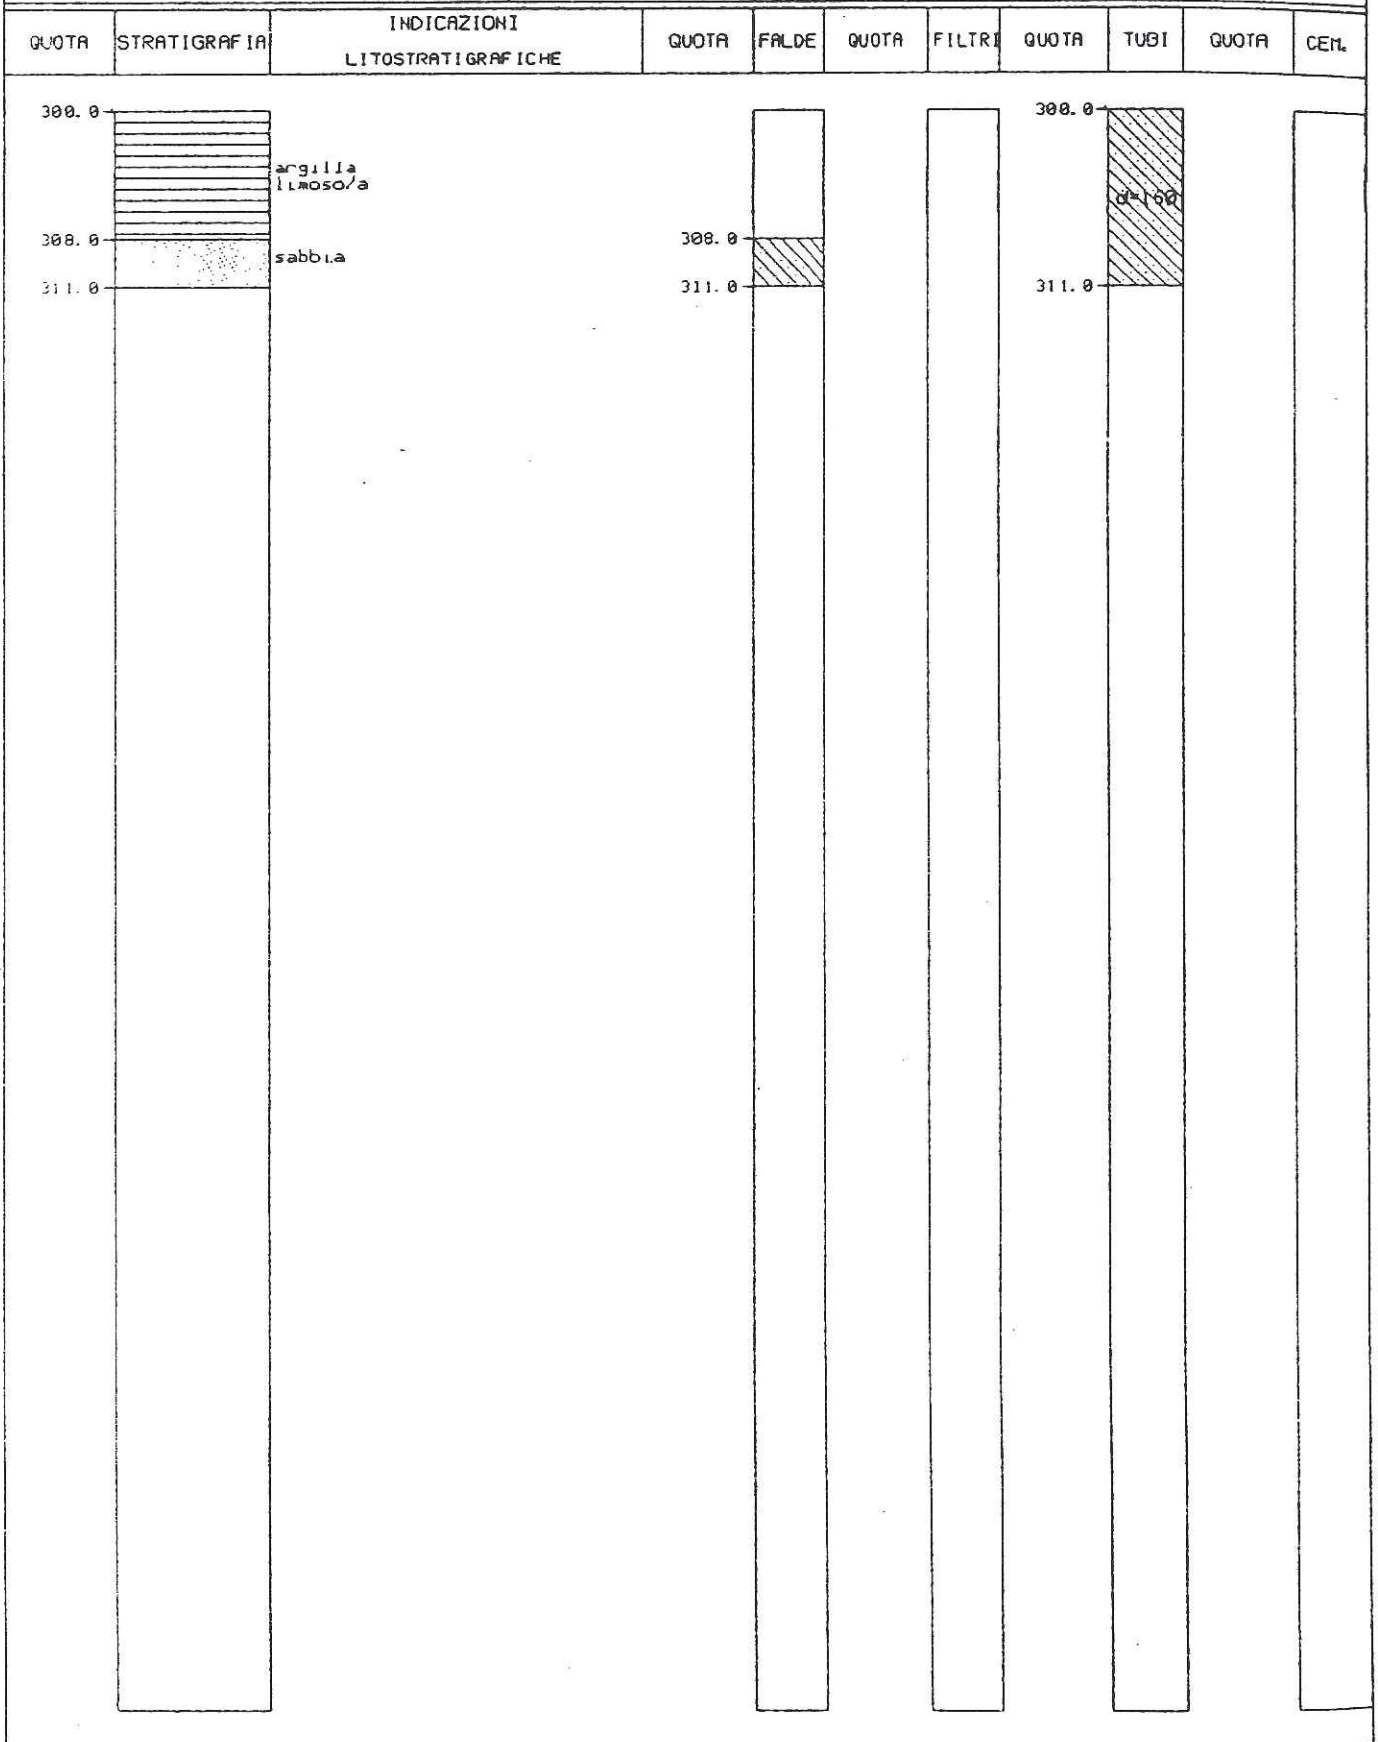 QUOTA STRATIGRAFIA INDICAZIONI LITOSTRATIGRAFICHE QUOTA FALDE QUOTA FILTRI QUOTA TUBI QUOTA CEM.
300.0 300.0
argilla
limoso/a
d=160
308.0 308.0
sabbia
311.0 311.0 311.0